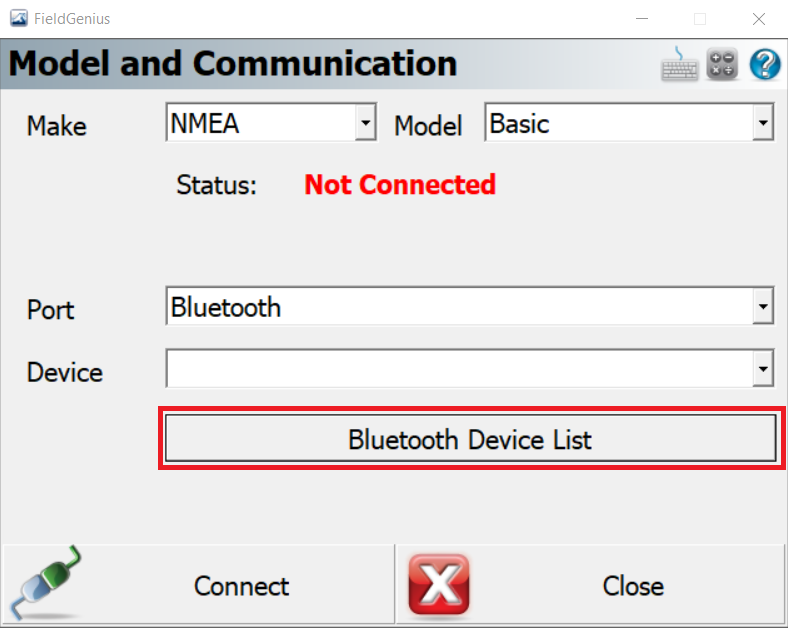 FieldGenius
Model and Communication
Make NMEA Model Basic
Status: Not Connected
Port Bluetooth
Device
Bluetooth Device List
Connect Close